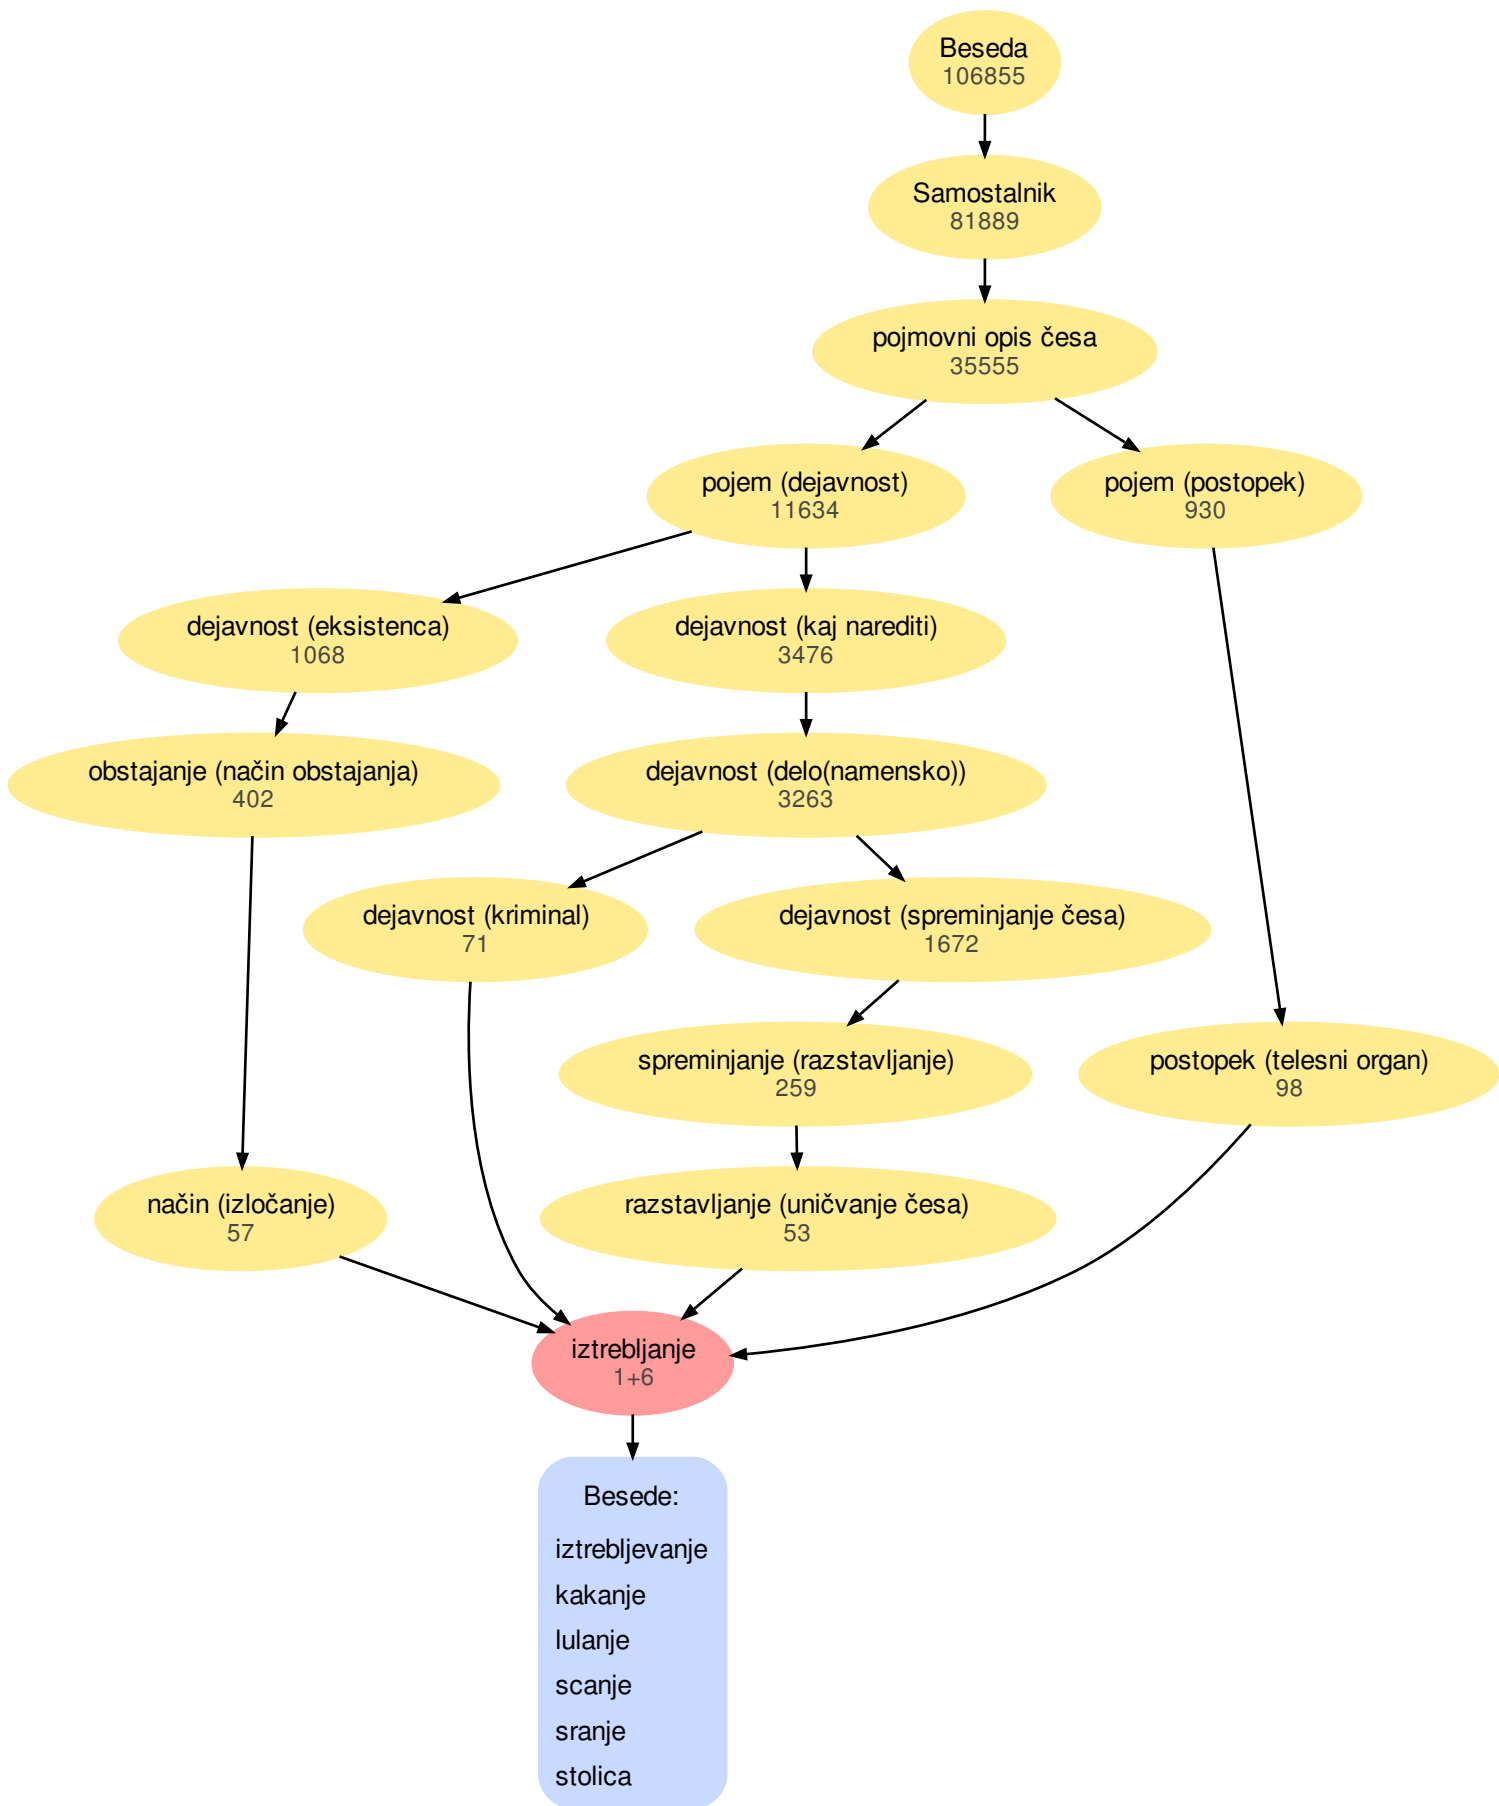 Beseda
106855
Samostalnik
81889
pojmovni opis česa
35555
pojem (dejavnost)
11634
pojem (postopek)
930
dejavnost (eksistenca)
1068
dejavnost (kaj narediti)
3476
obstajanje (način obstajanja)
402
dejavnost (delo(namensko))
3263
dejavnost (kriminal)
71
dejavnost (spreminjanje česa)
1672
spreminjanje (razstavljanje)
259
postopek (telesni organ)
98
način (izločanje)
57
razstavljanje (uničvanje česa)
53
iztrebljanje
1+6
Besede:
iztrebljevanje
kakanje
lulanje
scanje
sranje
stolica